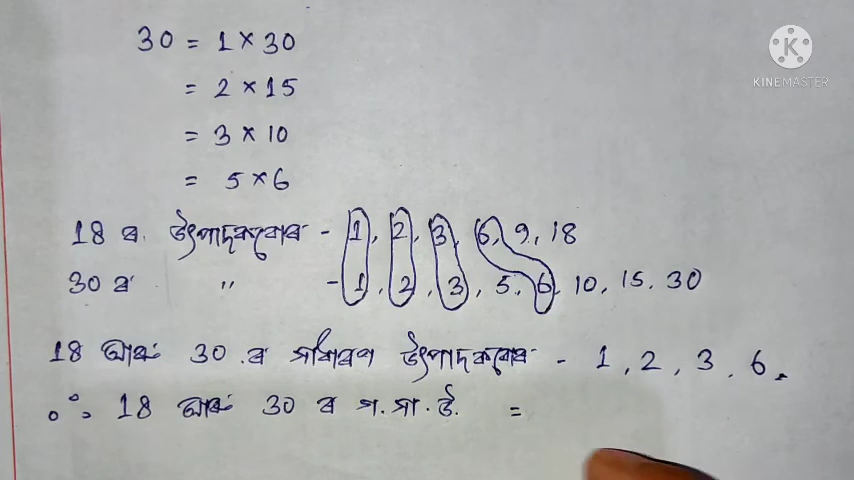 30 = 1 × 30
= 2 × 15
= 3 × 10
= 5 × 6
18 ৰ. উৎপাদকবোৰ - 1, 2, 3, 6, 9, 18
30 ৰ " - 1, 2, 3, 5, 6, 10, 15, 30
18 আৰু 30 ৰ সাধাৰণ উৎপাদকবোৰ - 1, 2, 3, 6.
∴ 18 আৰু 30 ৰ গ.সা.উ. =
K
KINEMASTER